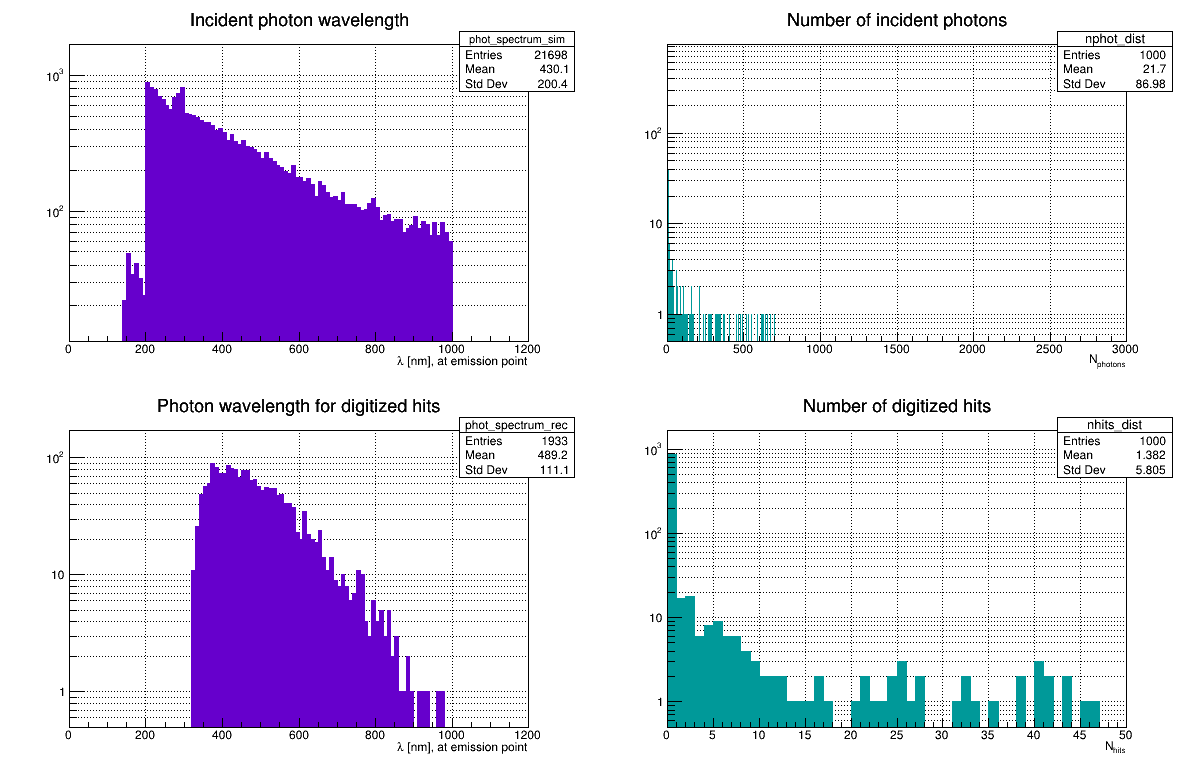 Incident photon wavelength
phot_spectrum_sim
Entries 21698
Mean 430.1
Std Dev 200.4
10³
10²
0 200 400 600 800 1000 1200
λ [nm], at emission point
Number of incident photons
nphot_dist
Entries 1000
Mean 21.7
Std Dev 86.98
10²
10
1
0 500 1000 1500 2000 2500 3000
Nphotons
Photon wavelength for digitized hits
phot_spectrum_rec
Entries 1933
Mean 489.2
Std Dev 111.1
10²
10
1
0 200 400 600 800 1000 1200
λ [nm], at emission point
Number of digitized hits
nhits_dist
Entries 1000
Mean 1.382
Std Dev 5.805
10³
10²
10
1
0 5 10 15 20 25 30 35 40 45 50
Nhits